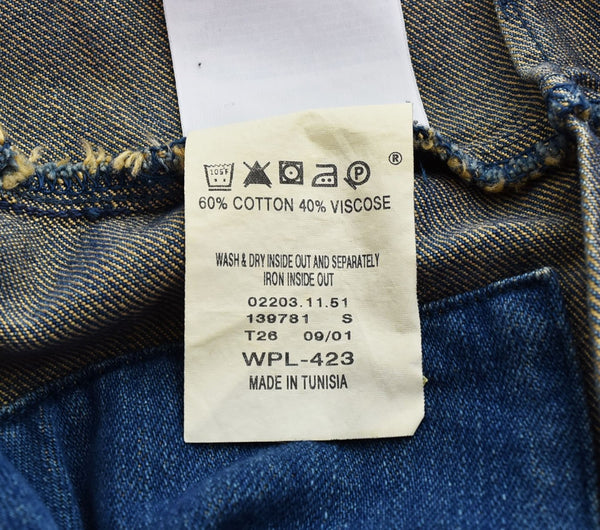 105F P ®
60% COTTON 40% VISCOSE
WASH & DRY INSIDE OUT AND SEPARATELY
IRON INSIDE OUT
02203.11.51
139781 S
T26 09/01
WPL-423
MADE IN TUNISIA